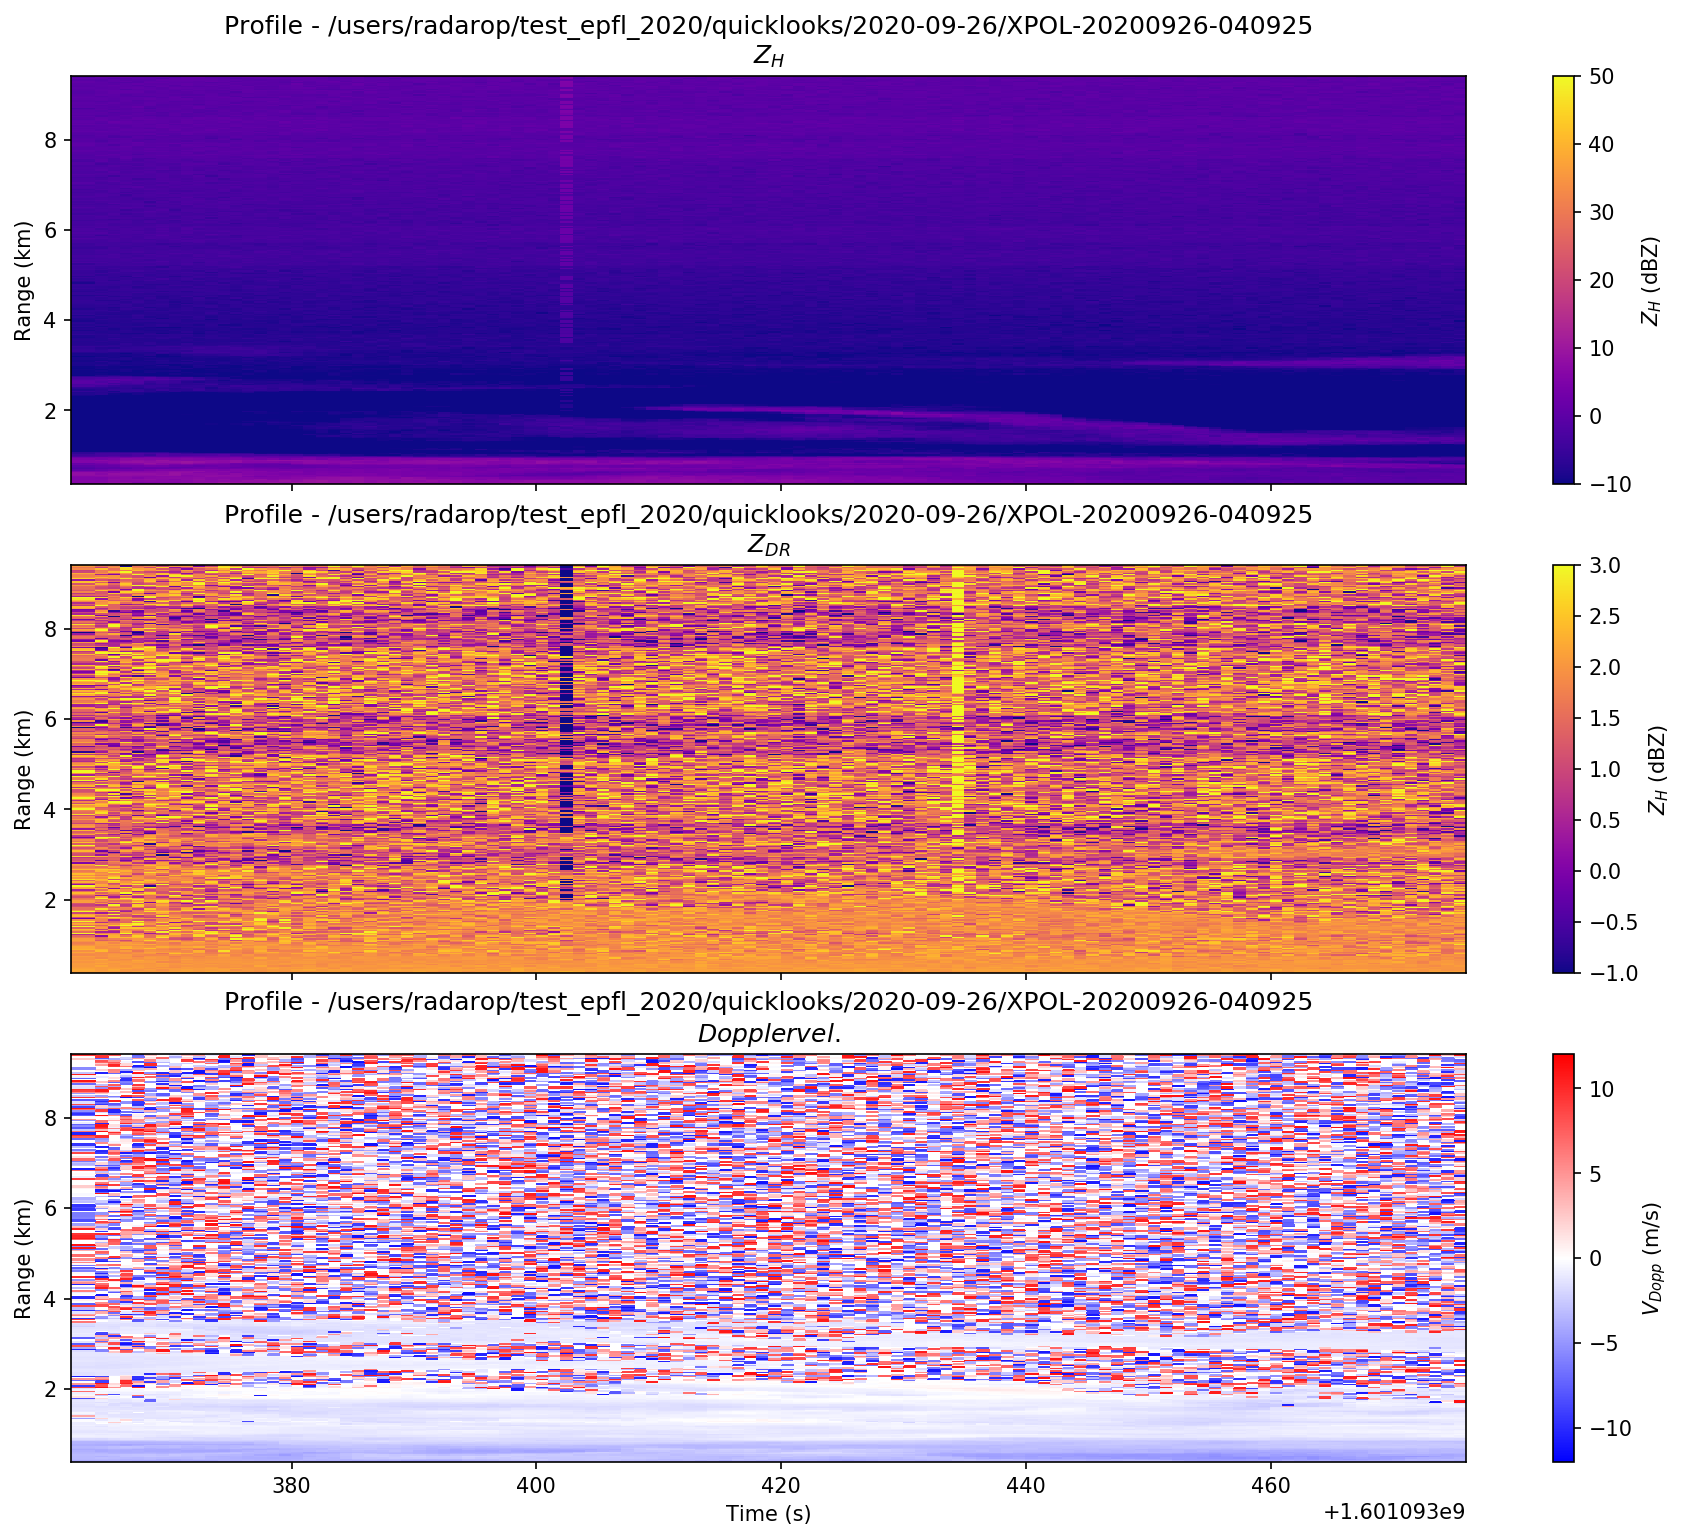 Profile - /users/radarop/test_epfl_2020/quicklooks/2020-09-26/XPOL-20200926-040925
Z_H
8
6
4
2
Range (km)
50
40
30
20
10
0
−10
Z_H (dBZ)
Profile - /users/radarop/test_epfl_2020/quicklooks/2020-09-26/XPOL-20200926-040925
Z_DR
8
6
4
2
Range (km)
3.0
2.5
2.0
1.5
1.0
0.5
0.0
−0.5
−1.0
Z_H (dBZ)
Profile - /users/radarop/test_epfl_2020/quicklooks/2020-09-26/XPOL-20200926-040925
Dopplervel.
8
6
4
2
Range (km)
10
5
0
−5
−10
V_Dopp (m/s)
380 400 420 440 460
Time (s)
+1.601093e9